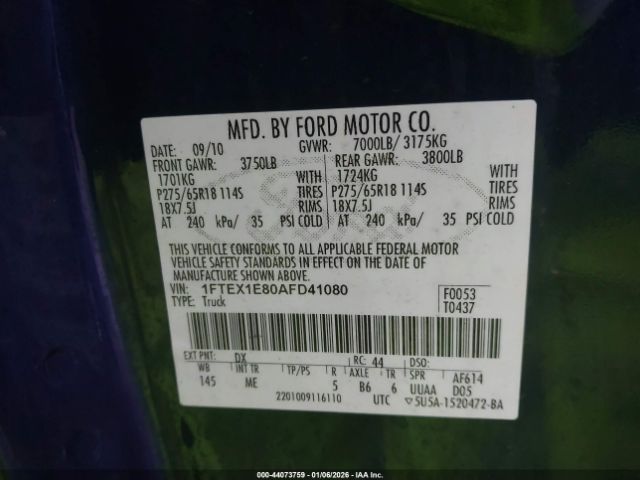 MFD. BY FORD MOTOR CO.
DATE: 09/10 GVWR: 7000LB/ 3175KG
FRONT GAWR: 3750LB REAR GAWR: 3800LB
1701KG WITH 1724KG WITH
P275/65R18 114S TIRES P275/65R18 114S TIRES
18X7.5J RIMS 18X7.5J RIMS
AT 240 kPa/ 35 PSI COLD AT 240 kPa/ 35 PSI COLD
THIS VEHICLE CONFORMS TO ALL APPLICABLE FEDERAL MOTOR
VEHICLE SAFETY STANDARDS IN EFFECT ON THE DATE OF
MANUFACTURE SHOWN ABOVE.
VIN: 1FTEX1E80AFD41080 F0053
TYPE: Truck T0437
EXT PNT: DX RC: 44 DSO:
WB INT TR TP/PS R AXLE TR SPR AF614
145 ME 5 B6 6 UUAA D05
2201009116110 UTC ▽5U5A-1520472-BA
000-44073759 | 01/06/2026 - IAAI, Inc.